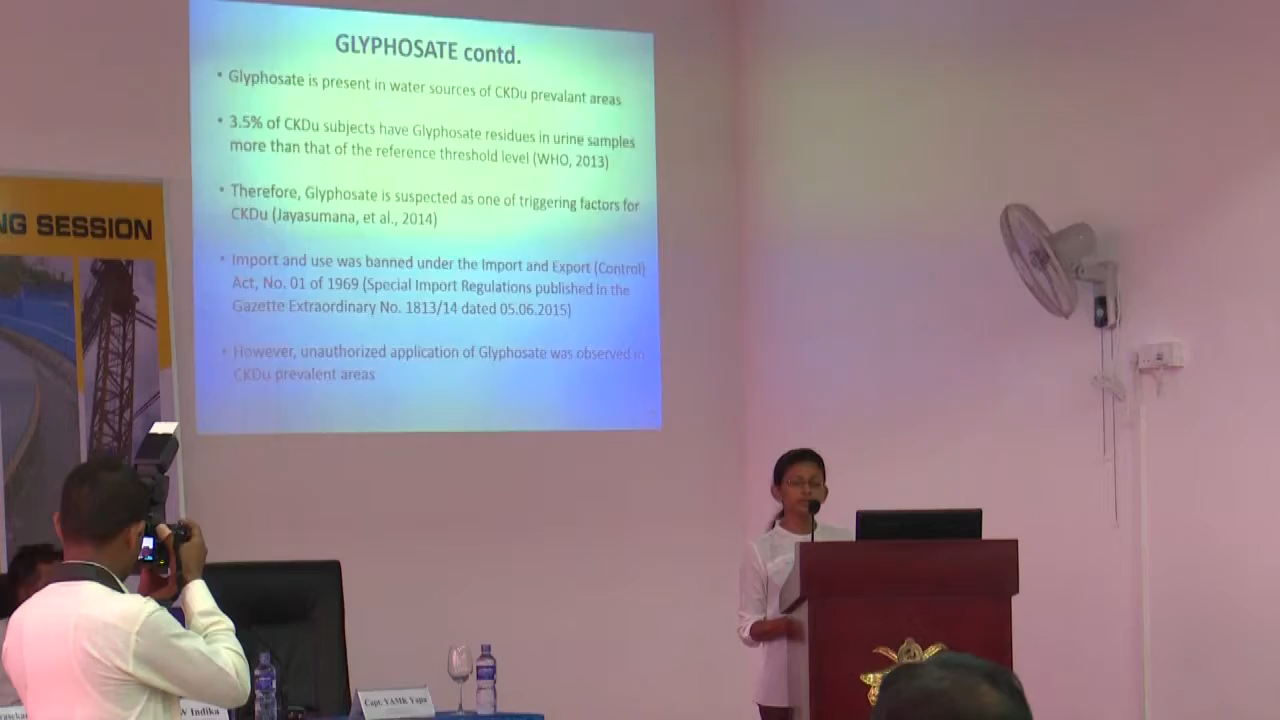 GLYPHOSATE contd.
• Glyphosate is present in water sources of CKDu prevalant areas
• 3.5% of CKDu subjects have Glyphosate residues in urine samples
more than that of the reference threshold level (WHO, 2013)
• Therefore, Glyphosate is suspected as one of triggering factors for
CKDu (Jayasumana, et al., 2014)
• Import and use was banned under the Import and Export (Control)
Act, No. 01 of 1969 (Special Import Regulations published in the
Gazette Extraordinary No. 1813/14 dated 05.06.2015)
• However, unauthorized application of Glyphosate was observed in
CKDu prevalent areas
NG SESSION
W Indika
Capt. YAMK Yapa